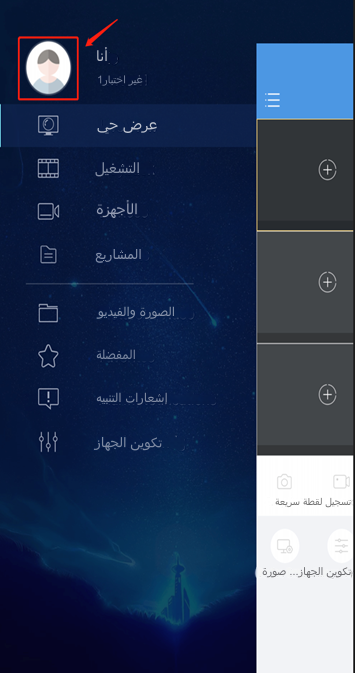 أنا
غير اختيار1
عرض حي
التشغيل
الأجهزة
المشاريع
الصورة والفيديو
المفضلة
إشعارات التنبيه
تكوين الجهاز
تسجيل لقطة سريعة
تكوين الجهاز... صورة